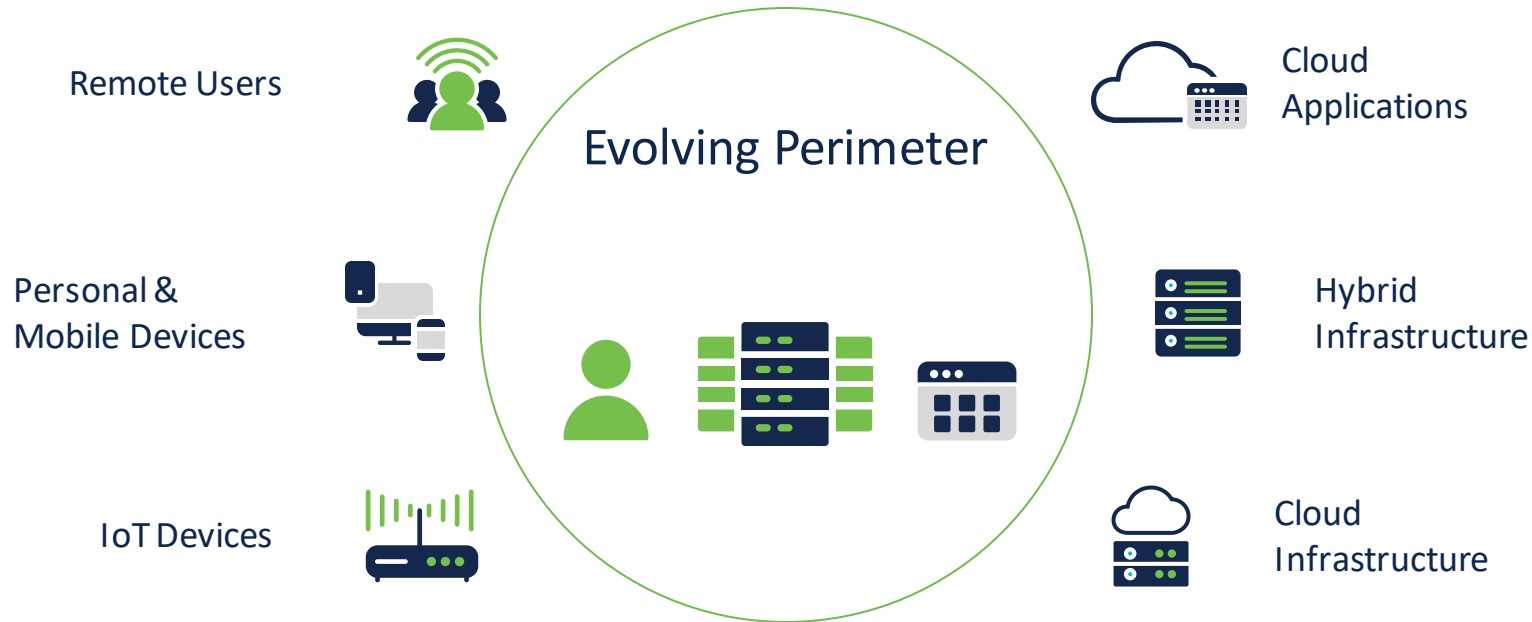 Remote Users
Evolving Perimeter
Cloud
Applications
Personal &
Mobile Devices
Hybrid
Infrastructure
IoT Devices
Cloud
Infrastructure